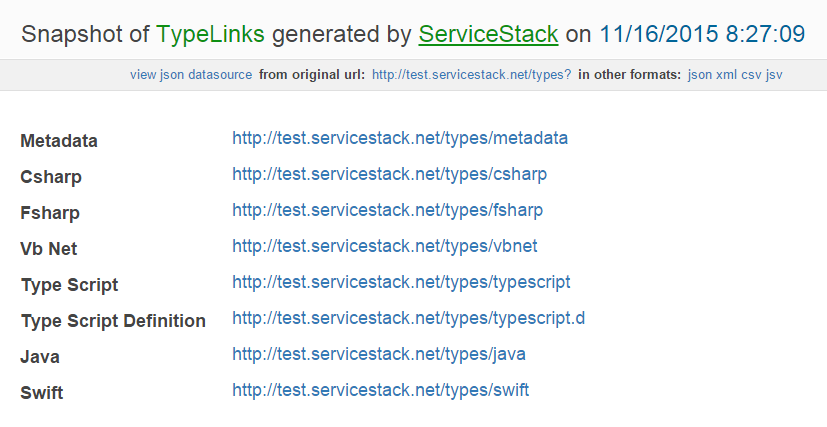 Snapshot of TypeLinks generated by ServiceStack on 11/16/2015 8:27:09
view json datasource from original url: http://test.servicestack.net/types? in other formats: json xml csv jsv
Metadata http://test.servicestack.net/types/metadata
Csharp http://test.servicestack.net/types/csharp
Fsharp http://test.servicestack.net/types/fsharp
Vb Net http://test.servicestack.net/types/vbnet
Type Script http://test.servicestack.net/types/typescript
Type Script Definition http://test.servicestack.net/types/typescript.d
Java http://test.servicestack.net/types/java
Swift http://test.servicestack.net/types/swift